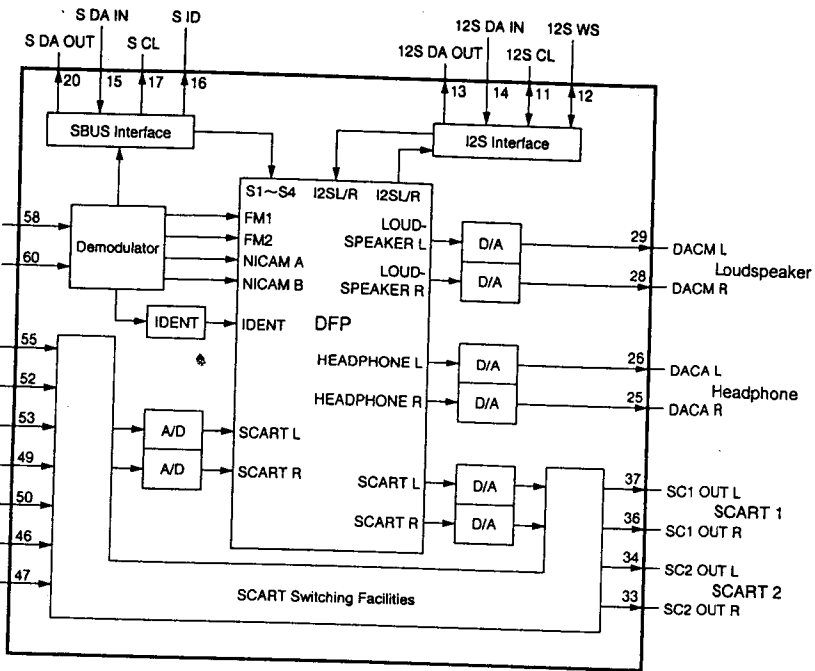 S DA IN
S ID
S DA OUT
S CL
20
15
17
16
12S DA IN
12S WS
12S DA OUT
12S CL
13
14
11
12
SBUS Interface
I2S Interface
S1~S4
I2SL/R
I2SL/R
58
60
Demodulator
FM1
FM2
NICAM A
NICAM B
IDENT
IDENT
DFP
LOUD-
SPEAKER L
LOUD-
SPEAKER R
D/A
D/A
29
DACM L
28
DACM R
Loudspeaker
HEADPHONE L
HEADPHONE R
D/A
D/A
26
DACA L
25
DACA R
Headphone
55
52
53
49
50
46
47
A/D
A/D
SCART L
SCART R
SCART L
SCART R
D/A
D/A
37
SC1 OUT L
SCART 1
36
SC1 OUT R
34
SC2 OUT L
SCART 2
33
SC2 OUT R
SCART Switching Facilities